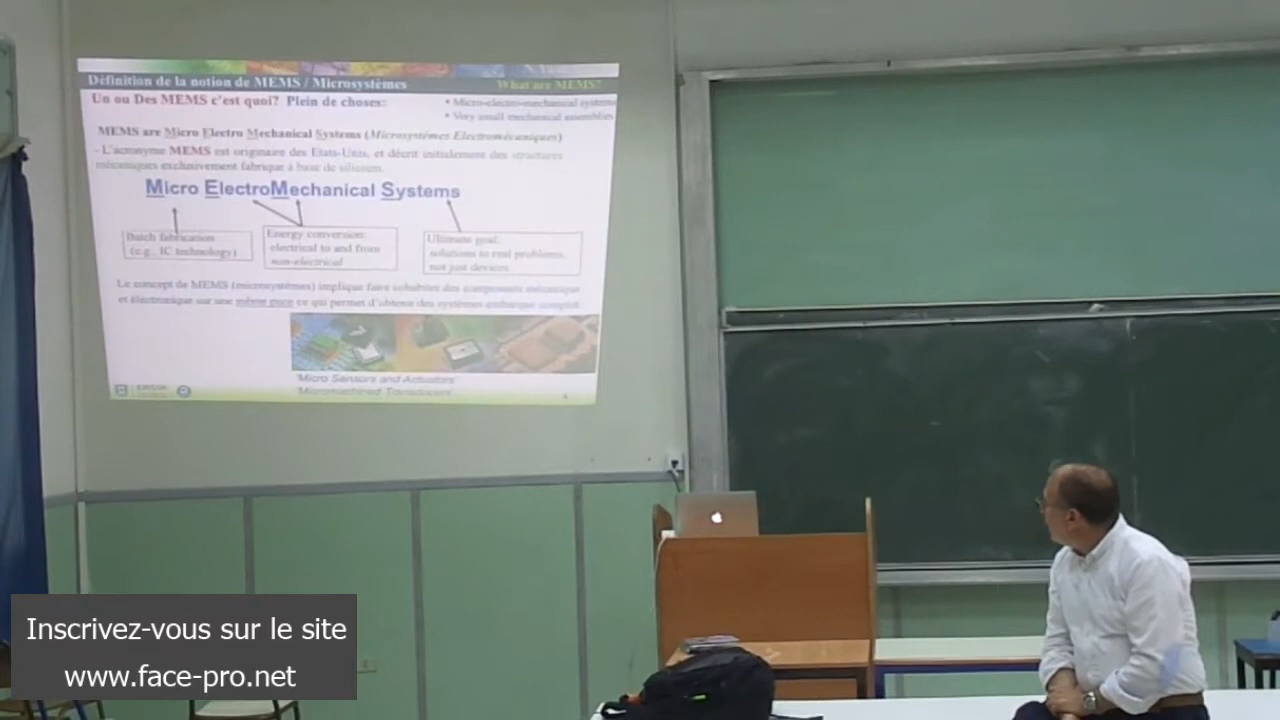 Définition de la notion de MEMS / Microsystèmes
What are MEMS?
Un ou Des MEMS c'est quoi? Plein de choses:
• Micro-electro-mechanical systems
• Very small mechanical assemblies
MEMS are Micro Electro Mechanical Systems (Microsystèmes Electromécaniques)
- L'acronyme MEMS est originaire des Etats-Unis, et décrit initialement des structures
mécaniques exclusivement fabrique à base de silicium.
Micro ElectroMechanical Systems
Batch fabrication
(e.g., IC technology)
Energy conversion:
electrical to and from
non-electrical
Ultimate goal:
solutions to real problems,
not just devices.
Le concept de MEMS (microsystèmes) implique faire cohabiter des composants mécanique
et électronique sur une même puce ce qui permet d'obtenir des systèmes embarque complet
'Micro Sensors and Actuators'
'Micromachined Transducers'
4
Inscrivez-vous sur le site
www.face-pro.net